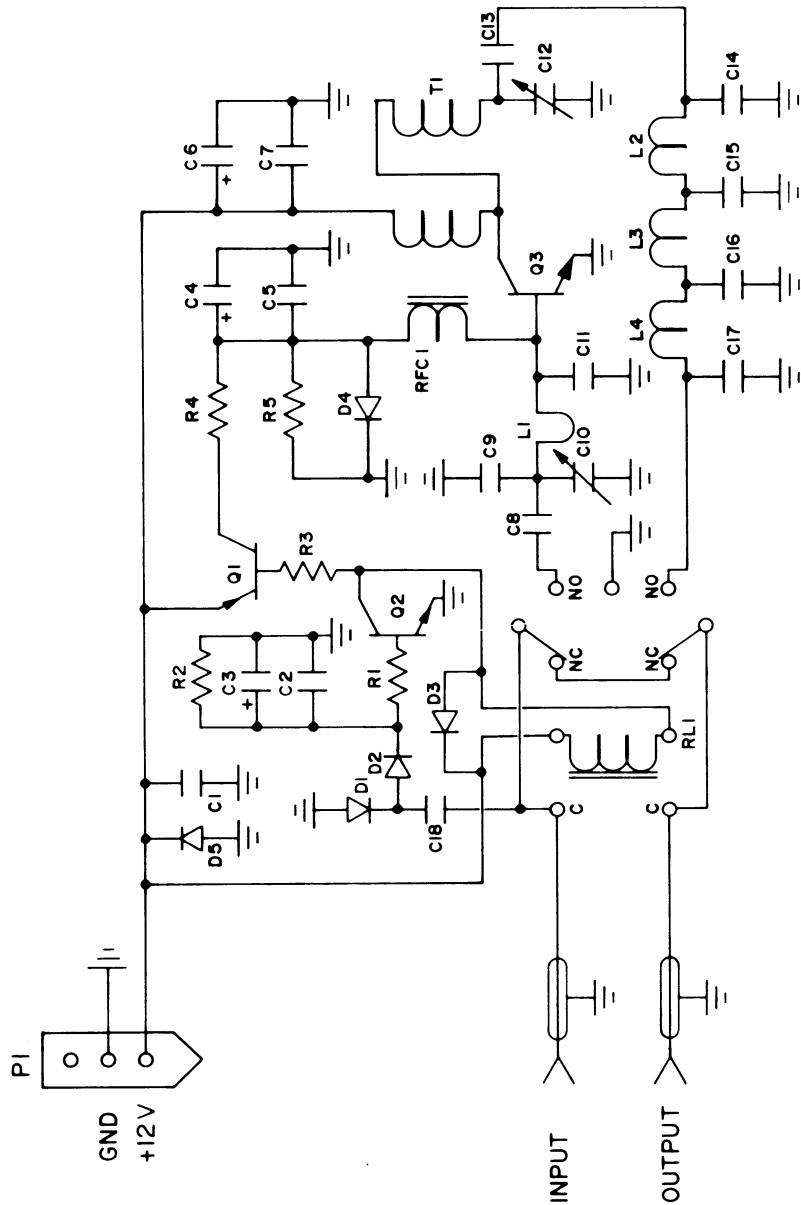 P1
GND
+12V
INPUT
OUTPUT
D5
C1
R2
C3
+
C2
D1
D2
R1
C18
D3
Q1
R3
Q2
C
C
RL1
NC
NC
NO
NO
R4
R5
D4
C4
+
C5
RFC1
C6
+
C7
T1
C13
C12
Q3
C11
L1
C9
C10
C8
L2
L3
L4
C14
C15
C16
C17